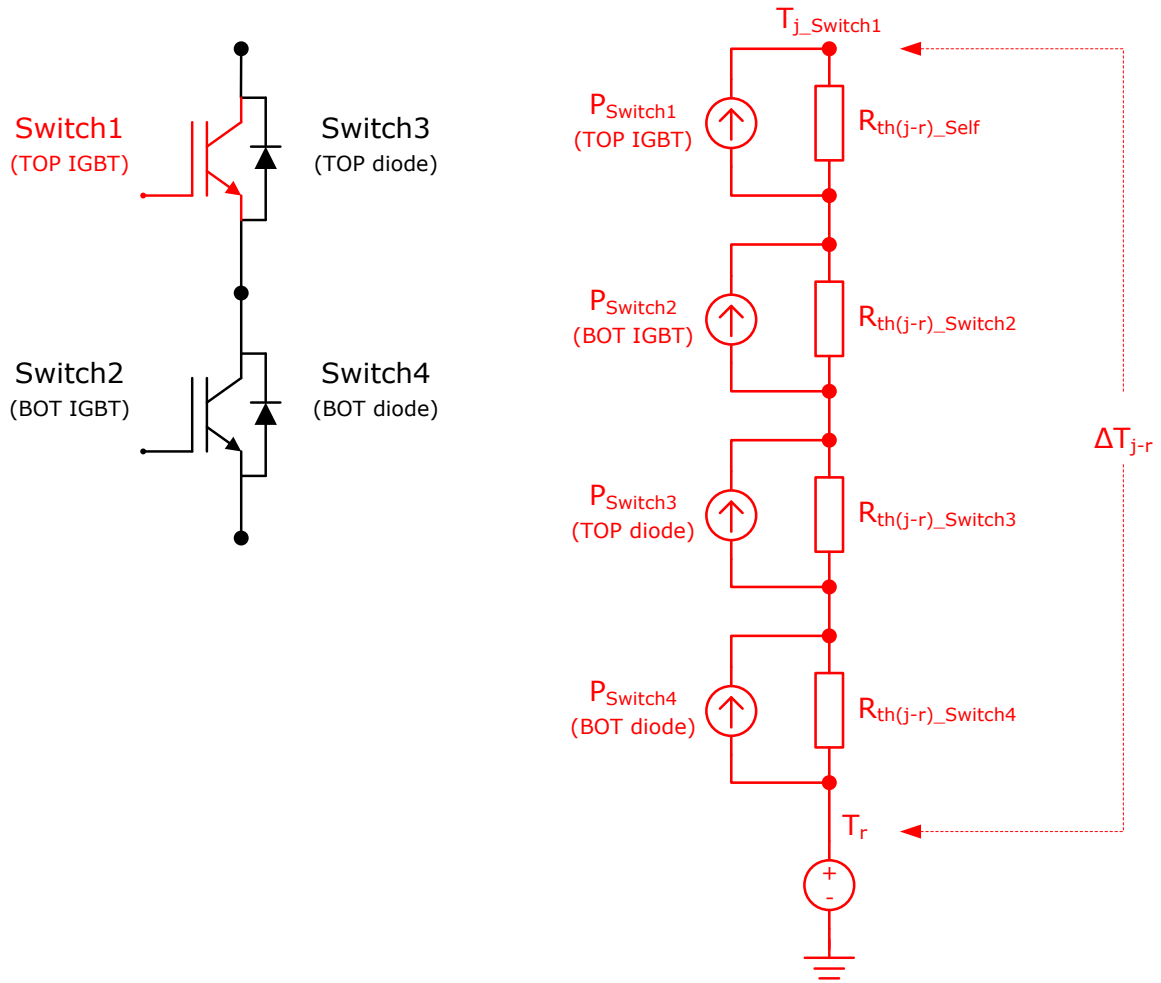 Switch1
(TOP IGBT)
Switch3
(TOP diode)
Switch2
(BOT IGBT)
Switch4
(BOT diode)
Tj_Switch1
PSwitch1
(TOP IGBT)
Rth(j-r)_Self
PSwitch2
(BOT IGBT)
Rth(j-r)_Switch2
PSwitch3
(TOP diode)
Rth(j-r)_Switch3
PSwitch4
(BOT diode)
Rth(j-r)_Switch4
ΔTj-r
Tr
+
-